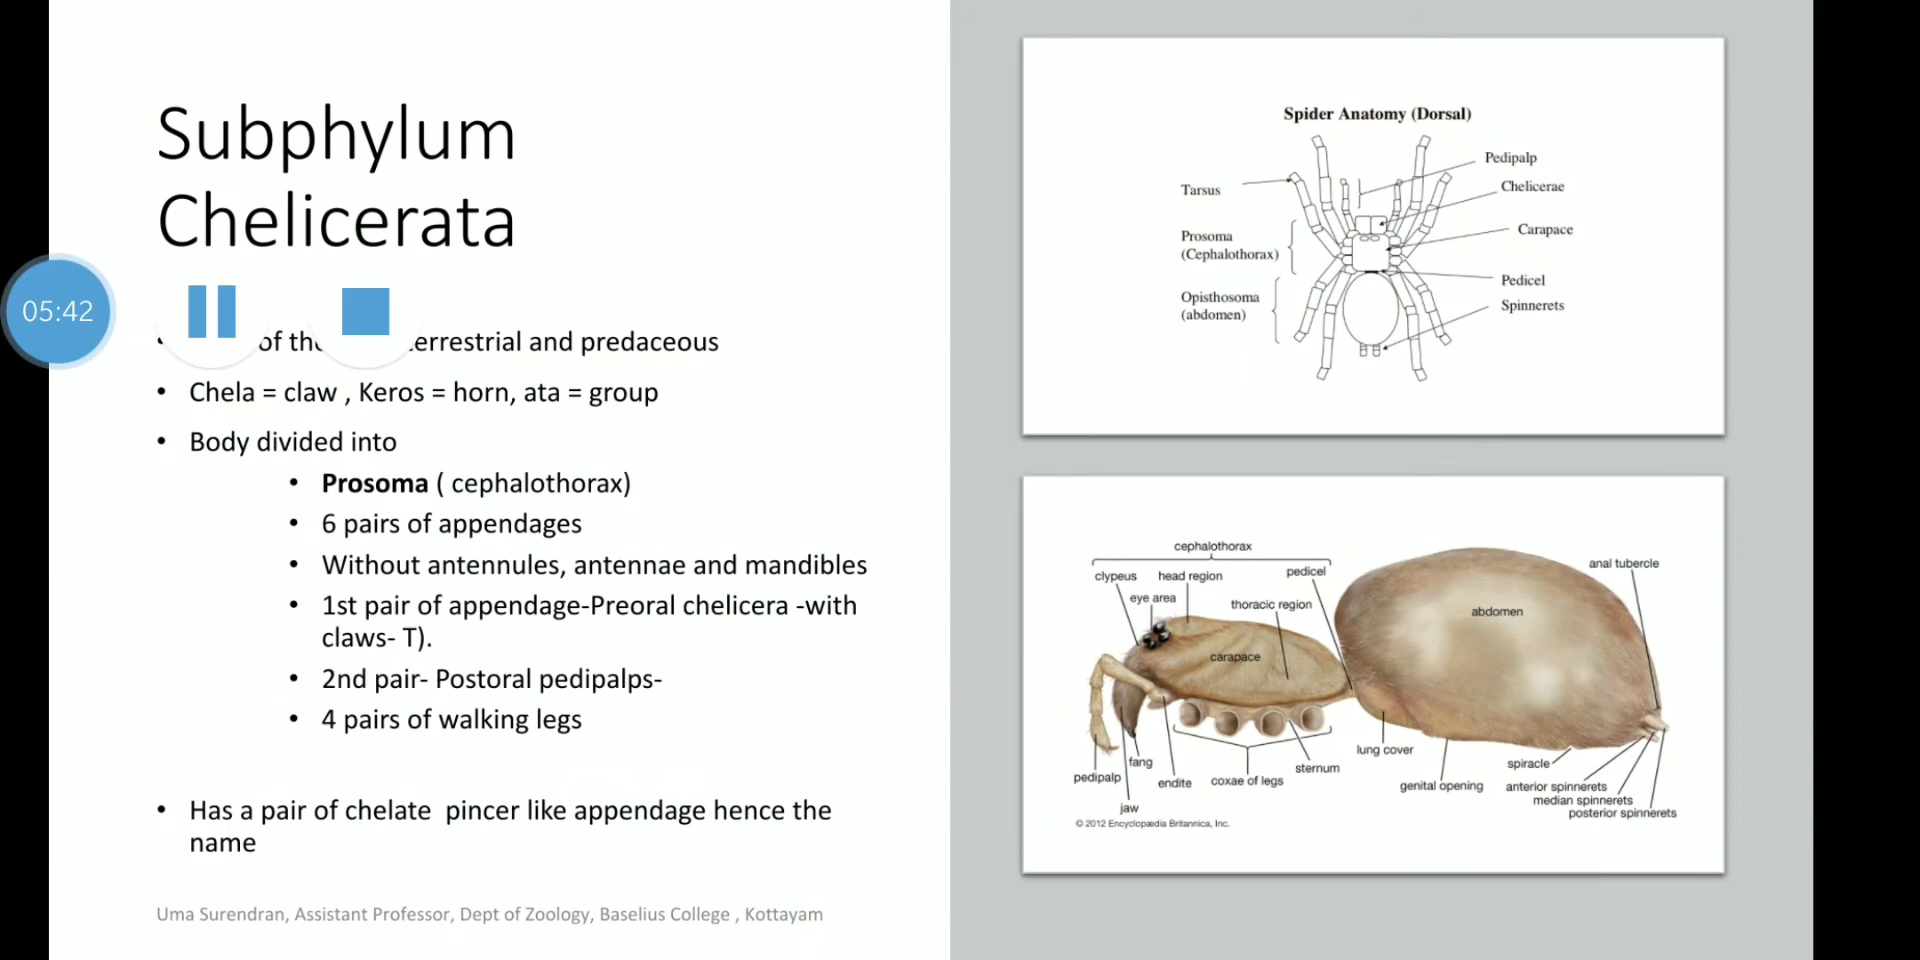 Subphylum
Chelicerata
05:42
of the terrestrial and predaceous
• Chela = claw , Keros = horn, ata = group
• Body divided into
• Prosoma ( cephalothorax)
• 6 pairs of appendages
• Without antennules, antennae and mandibles
• 1st pair of appendage-Preoral chelicera -with
claws- T).
• 2nd pair- Postoral pedipalps-
• 4 pairs of walking legs
• Has a pair of chelate pincer like appendage hence the
name
Uma Surendran, Assistant Professor, Dept of Zoology, Baselius College , Kottayam
Spider Anatomy (Dorsal)
Pedipalp
Chelicerae
Tarsus
Carapace
Prosoma
(Cephalothorax)
Pedicel
Opisthosoma
(abdomen)
Spinnerets
cephalothorax
anal tubercle
clypeus
head region
pedicel
eye area
thoracic region
abdomen
carapace
lung cover
fang
sternum
spiracle
pedipalp
endite
coxae of legs
genital opening
anterior spinnerets
median spinnerets
jaw
posterior spinnerets
© 2012 Encyclopædia Britannica, Inc.